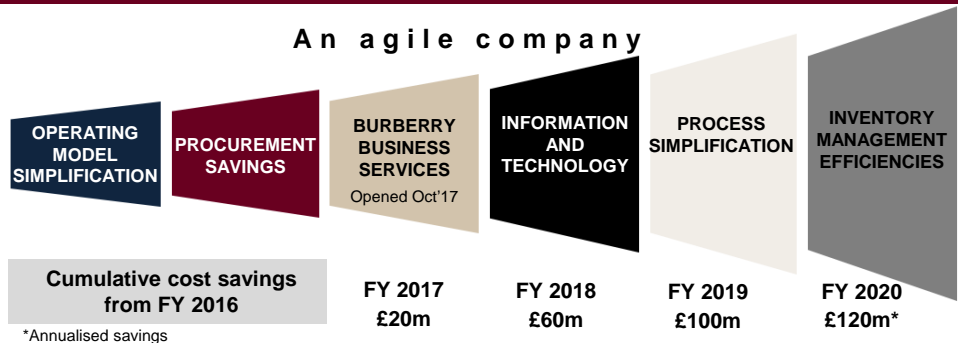 An agile company
OPERATING
MODEL
SIMPLIFICATION
PROCUREMENT
SAVINGS
BURBERRY
BUSINESS
SERVICES
Opened Oct'17
INFORMATION
AND
TECHNOLOGY
PROCESS
SIMPLIFICATION
INVENTORY
MANAGEMENT
EFFICIENCIES
Cumulative cost savings
from FY 2016
FY 2017
£20m
FY 2018
£60m
FY 2019
£100m
FY 2020
£120m*
*Annualised savings